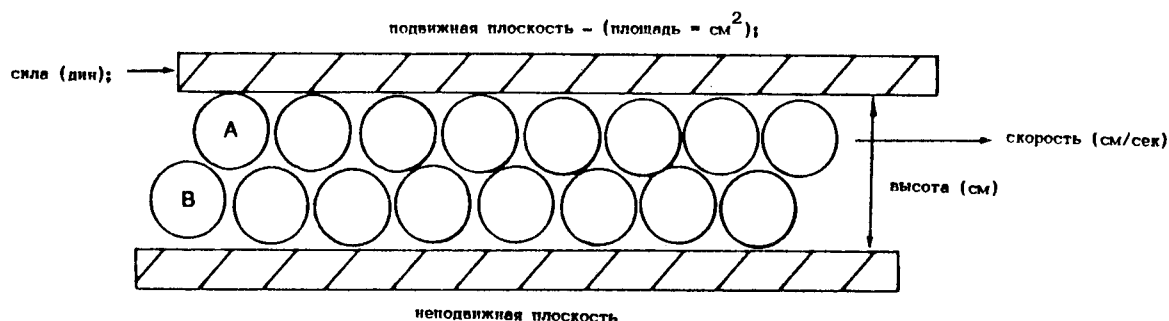 подвижная плоскость - (площадь = см²);
сила (дин);
A
скорость (см/сек)
B
высота (см)
неподвижная плоскость